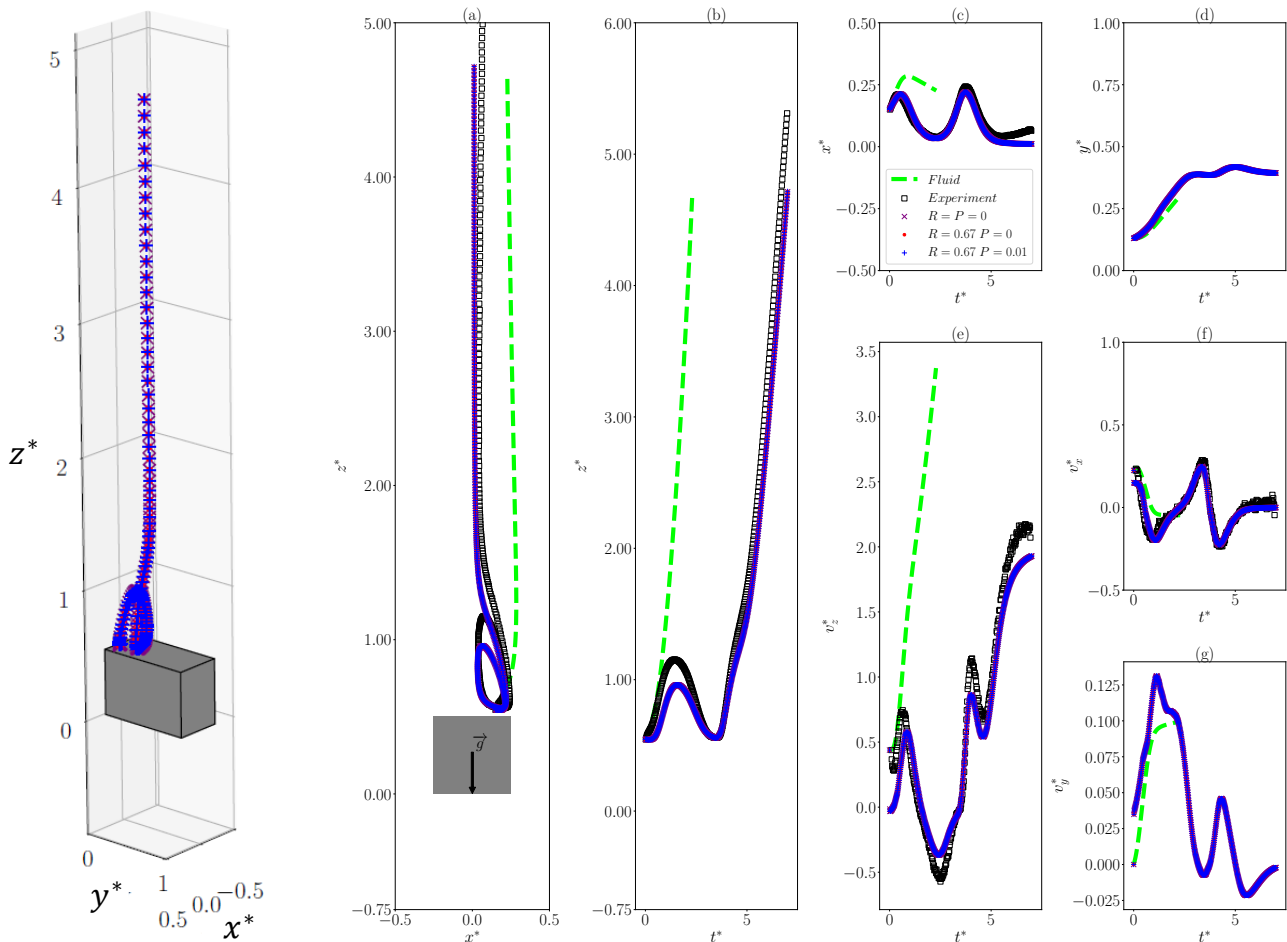 5
4
3
2
1
0
z*
0
1
y*
0.5
0.0
−0.5
x*
(a)
5.00
4.00
3.00
2.00
1.00
0.00
−0.75
−0.5
0.0
0.5
z*
x*
g
(b)
6.00
5.00
4.00
3.00
2.00
1.00
0.00
−0.75
0
5
z*
t*
(c)
0.50
0.25
0.00
−0.25
−0.50
0
5
x*
t*
Fluid
Experiment
R = P = 0
R = 0.67 P = 0
R = 0.67 P = 0.01
(d)
1.00
0.75
0.50
0.25
0.00
0
5
y*
t*
(e)
3.5
3.0
2.5
2.0
1.5
1.0
0.5
0.0
−0.5
0
5
v*z
t*
(f)
1.0
0.5
0.0
−0.5
0
5
v*x
t*
(g)
0.125
0.100
0.075
0.050
0.025
0.000
−0.025
0
5
v*y
t*